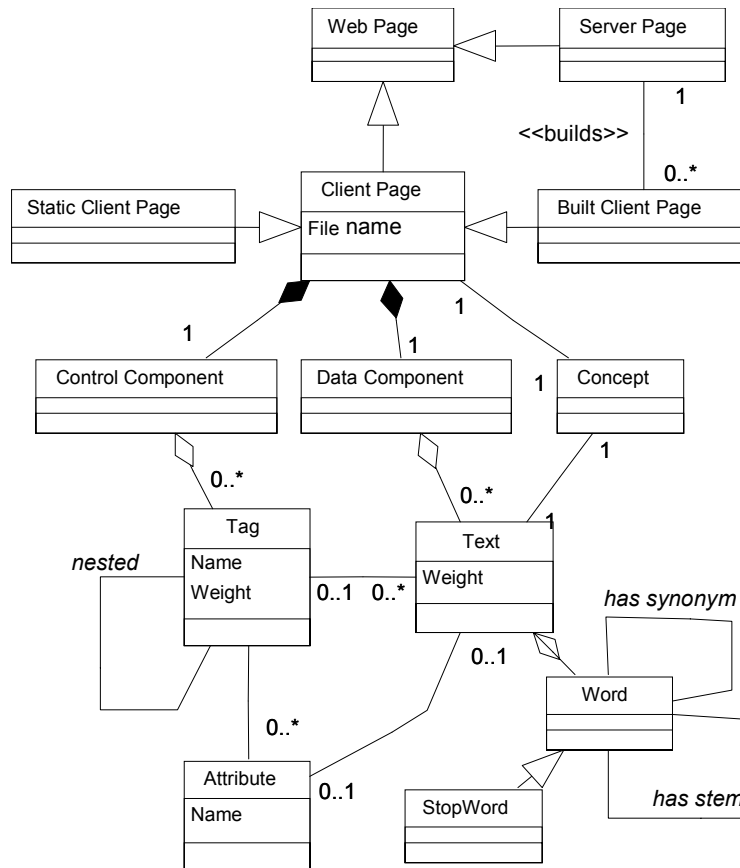 Web Page
Server Page
1
<<builds>>
0..*
Client Page
File name
Static Client Page
Built Client Page
1
1
1
Control Component
Data Component
1
Concept
0..*
0..*
1
1
Tag
Name
Weight
Text
Weight
nested
0..1
0..*
has synonym
0..1
Word
0..*
Attribute
Name
0..1
StopWord
has stem